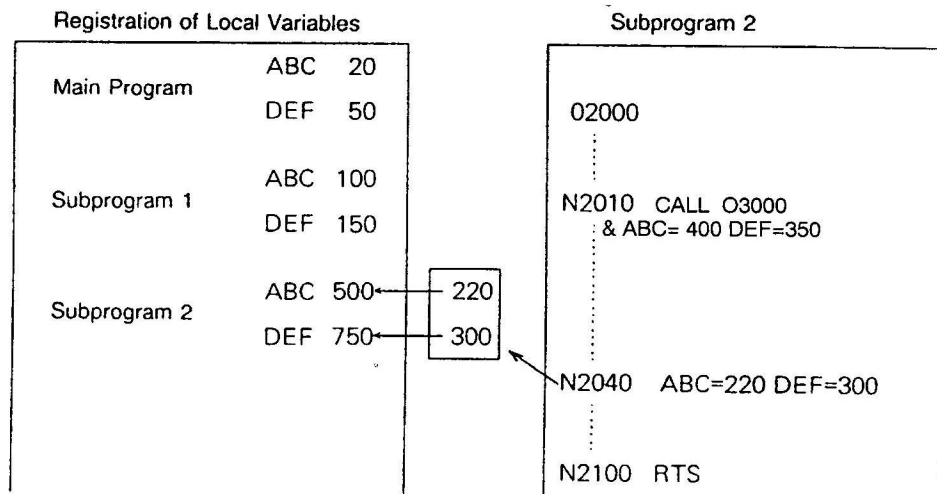 Registration of Local Variables
Main Program
ABC 20
DEF 50
Subprogram 1
ABC 100
DEF 150
Subprogram 2
ABC 500
DEF 750
220
300
Subprogram 2
02000
N2010 CALL O3000
& ABC= 400 DEF=350
N2040 ABC=220 DEF=300
N2100 RTS